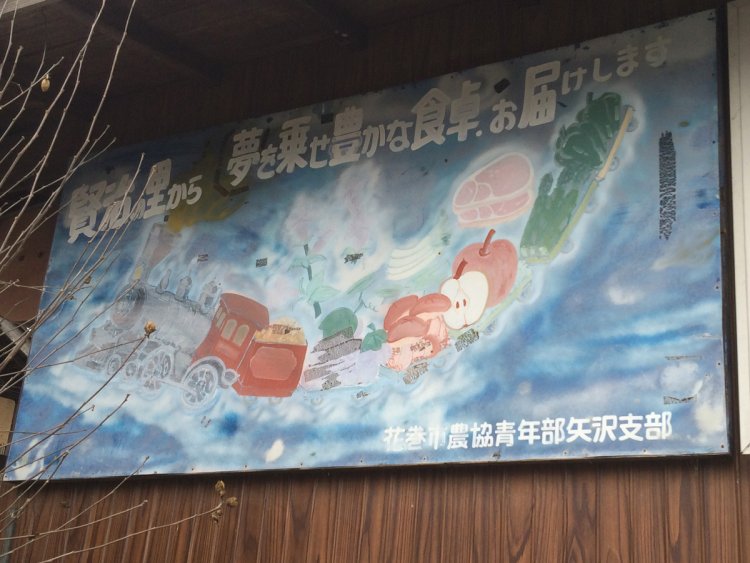 賢治の里から 夢を乗せ豊かな食卓、お届けします
花巻市農協青年部矢沢支部